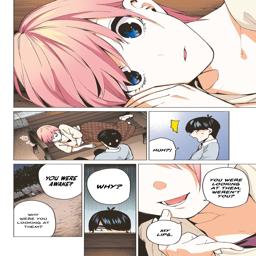 HUH?!
YOU WERE
AWAKE?
WHY
WERE YOU
LOOKING AT
THEM?
WHY?
YOU WERE
LOOKING
AT THEM,
WEREN'T
YOU?
MY
LIPS.